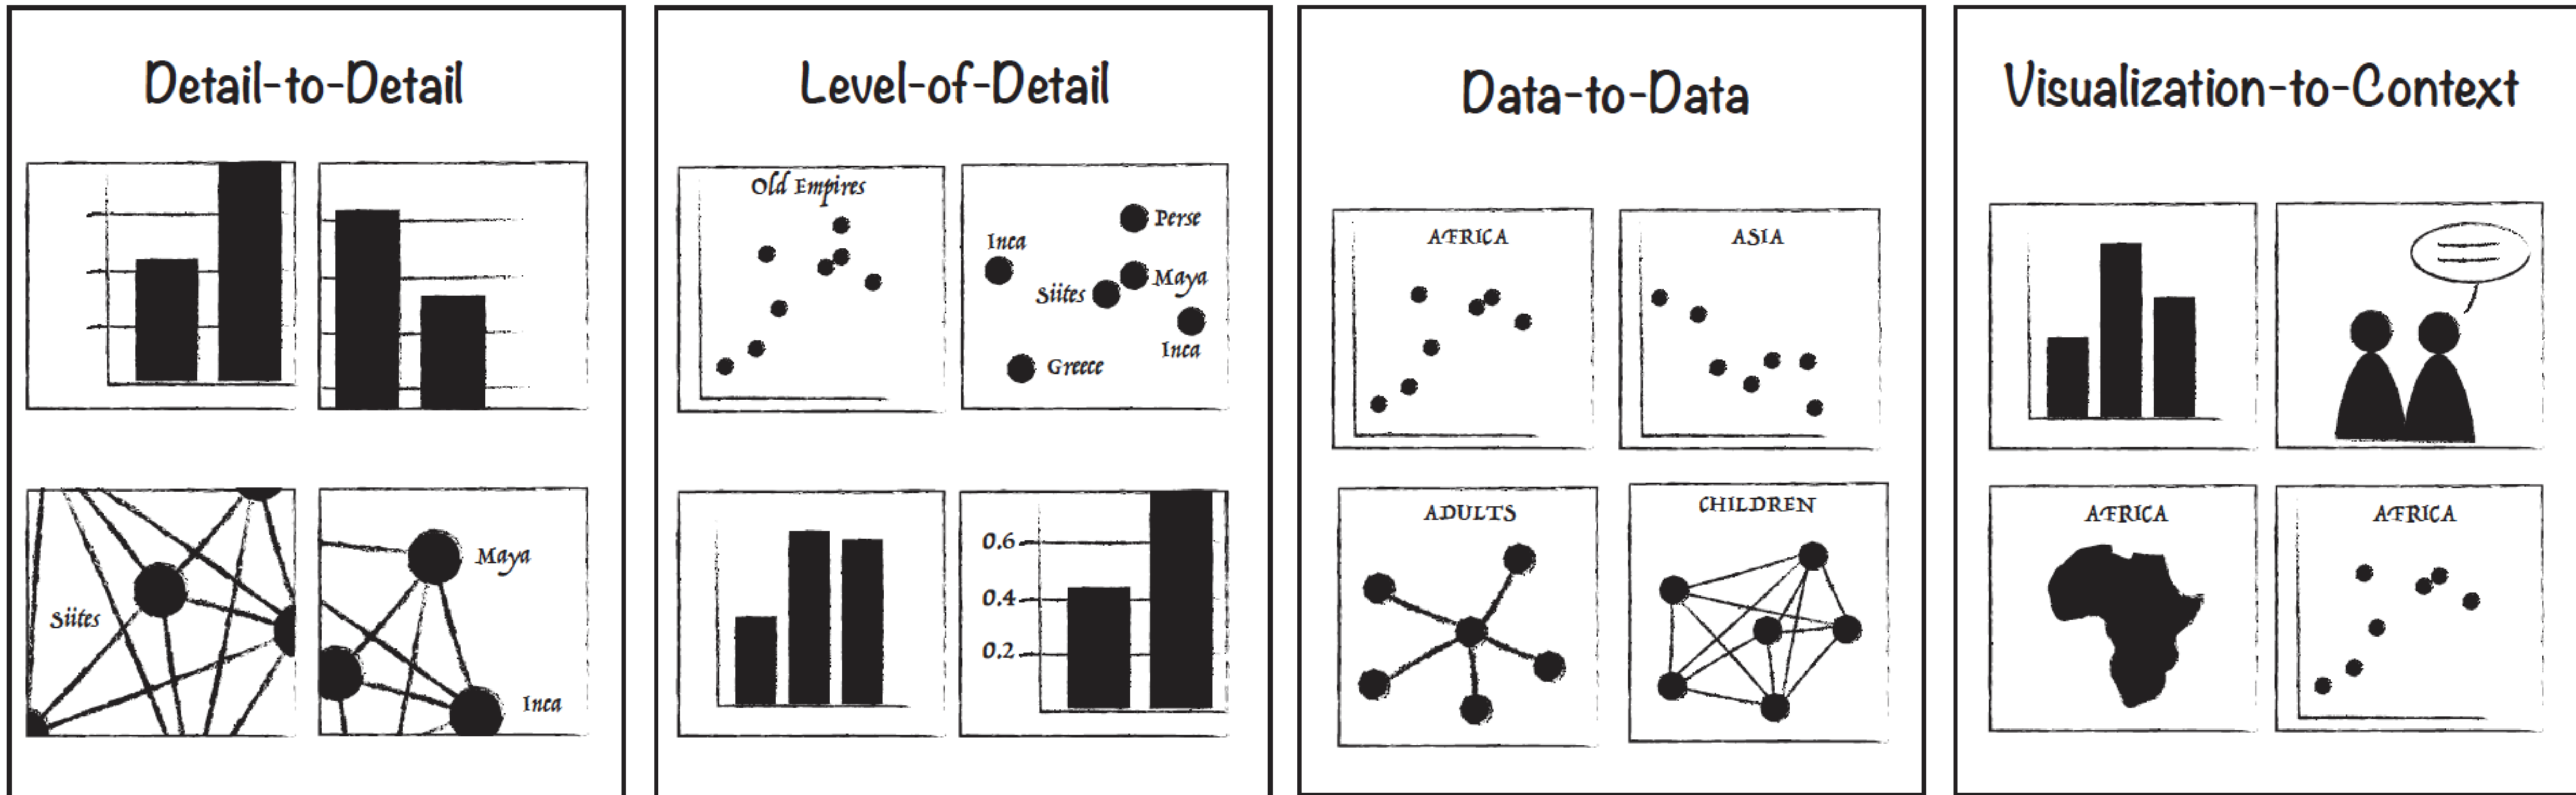 Detail-to-Detail
Siites
Maya
Inca
Level-of-Detail
Old Empires
Perse
Inca
Maya
Siites
Inca
Greece
0.6
0.4
0.2
Data-to-Data
AFRICA
ASIA
ADULTS
CHILDREN
Visualization-to-Context
AFRICA
AFRICA